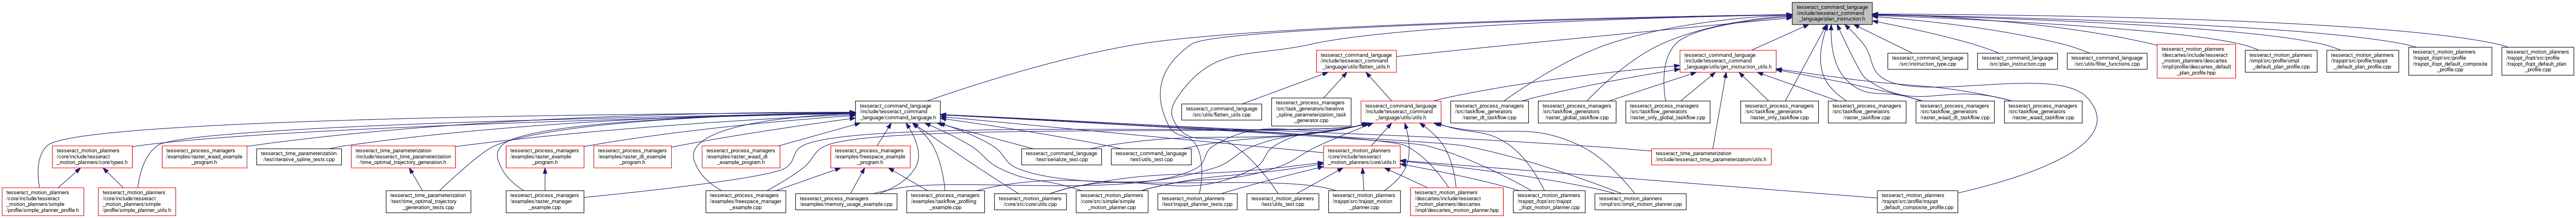 tesseract_command_language
/include/tesseract_command
_language/plan_instruction.h
tesseract_command_language
/include/tesseract_command
_language/utils/flatten_utils.h
tesseract_command_language
/include/tesseract_command
_language/utils/get_instruction_utils.h
tesseract_command_language
/src/instruction_type.cpp
tesseract_command_language
/src/plan_instruction.cpp
tesseract_command_language
/src/utils/filter_functions.cpp
tesseract_motion_planners
/descartes/include/tesseract
_motion_planners/descartes
/impl/profile/descartes_default
_plan_profile.hpp
tesseract_motion_planners
/ompl/src/profile/ompl
_default_plan_profile.cpp
tesseract_motion_planners
/trajopt/src/profile/trajopt
_default_plan_profile.cpp
tesseract_motion_planners
/trajopt_ifopt/src/profile
/trajopt_ifopt_default_composite
_profile.cpp
tesseract_motion_planners
/trajopt_ifopt/src/profile
/trajopt_ifopt_default_plan
_profile.cpp
tesseract_command_language
/include/tesseract_command
_language/command_language.h
tesseract_command_language
/src/utils/flatten_utils.cpp
tesseract_process_managers
/src/task_generators/iterative
_spline_parameterization_task
_generator.cpp
tesseract_command_language
/include/tesseract_command
_language/utils/utils.h
tesseract_process_managers
/src/taskflow_generators
/raster_dt_taskflow.cpp
tesseract_process_managers
/src/taskflow_generators
/raster_global_taskflow.cpp
tesseract_process_managers
/src/taskflow_generators
/raster_only_global_taskflow.cpp
tesseract_process_managers
/src/taskflow_generators
/raster_only_taskflow.cpp
tesseract_process_managers
/src/taskflow_generators
/raster_taskflow.cpp
tesseract_process_managers
/src/taskflow_generators
/raster_waad_dt_taskflow.cpp
tesseract_process_managers
/src/taskflow_generators
/raster_waad_taskflow.cpp
tesseract_motion_planners
/core/include/tesseract
_motion_planners/core/types.h
tesseract_process_managers
/examples/raster_waad_example
_program.h
tesseract_time_parameterization
/test/iterative_spline_tests.cpp
tesseract_time_parameterization
/include/tesseract_time_parameterization
/time_optimal_trajectory_generation.h
tesseract_process_managers
/examples/raster_example
_program.h
tesseract_process_managers
/examples/raster_dt_example
_program.h
tesseract_process_managers
/examples/raster_waad_dt
_example_program.h
tesseract_process_managers
/examples/freespace_example
_program.h
tesseract_command_language
/test/serialize_test.cpp
tesseract_command_language
/test/utils_test.cpp
tesseract_motion_planners
/core/include/tesseract
_motion_planners/core/utils.h
tesseract_time_parameterization
/include/tesseract_time_parameterization/utils.h
tesseract_motion_planners
/core/include/tesseract
_motion_planners/simple
/profile/simple_planner_profile.h
tesseract_motion_planners
/core/include/tesseract
_motion_planners/simple
/profile/simple_planner_utils.h
tesseract_time_parameterization
/test/time_optimal_trajectory
_generation_tests.cpp
tesseract_process_managers
/examples/raster_manager
_example.cpp
tesseract_process_managers
/examples/freespace_manager
_example.cpp
tesseract_process_managers
/examples/memory_usage_example.cpp
tesseract_process_managers
/examples/taskflow_profiling
_example.cpp
tesseract_motion_planners
/core/src/core/utils.cpp
tesseract_motion_planners
/core/src/simple/simple
_motion_planner.cpp
tesseract_motion_planners
/test/trajopt_planner_tests.cpp
tesseract_motion_planners
/test/utils_test.cpp
tesseract_motion_planners
/trajopt/src/trajopt_motion
_planner.cpp
tesseract_motion_planners
/descartes/include/tesseract
_motion_planners/descartes
/impl/descartes_motion_planner.hpp
tesseract_motion_planners
/trajopt_ifopt/src/trajopt
_ifopt_motion_planner.cpp
tesseract_motion_planners
/ompl/src/ompl_motion_planner.cpp
tesseract_motion_planners
/trajopt/src/profile/trajopt
_default_composite_profile.cpp